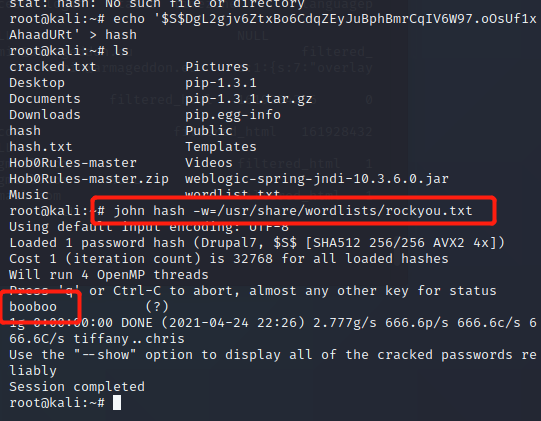 stat: hash: No such file or directory
root@kali:~# echo '$S$DgL2gjv6ZtxBo6CdqZEyJuBphBmrCqIV6W97.oOsUf1x
AhaadURt' > hash
root@kali:~# ls
cracked.txt Pictures
Desktop pip-1.3.1
Documents pip-1.3.1.tar.gz
Downloads pip.egg-info
hash Public
hash.txt Templates
Hob0Rules-master Videos
Hob0Rules-master.zip weblogic-spring-jndi-10.3.6.0.jar
Music wordlist.txt
root@kali:~# john hash -w=/usr/share/wordlists/rockyou.txt
Using default input encoding: UTF-8
Loaded 1 password hash (Drupal7, $S$ [SHA512 256/256 AVX2 4x])
Cost 1 (iteration count) is 32768 for all loaded hashes
Will run 4 OpenMP threads
Press 'q' or Ctrl-C to abort, almost any other key for status
booboo (?)
1g 0:00:00:00 DONE (2021-04-24 22:26) 2.777g/s 666.6p/s 666.6c/s 6
66.6C/s tiffany..chris
Use the "--show" option to display all of the cracked passwords re
liably
Session completed
root@kali:~#